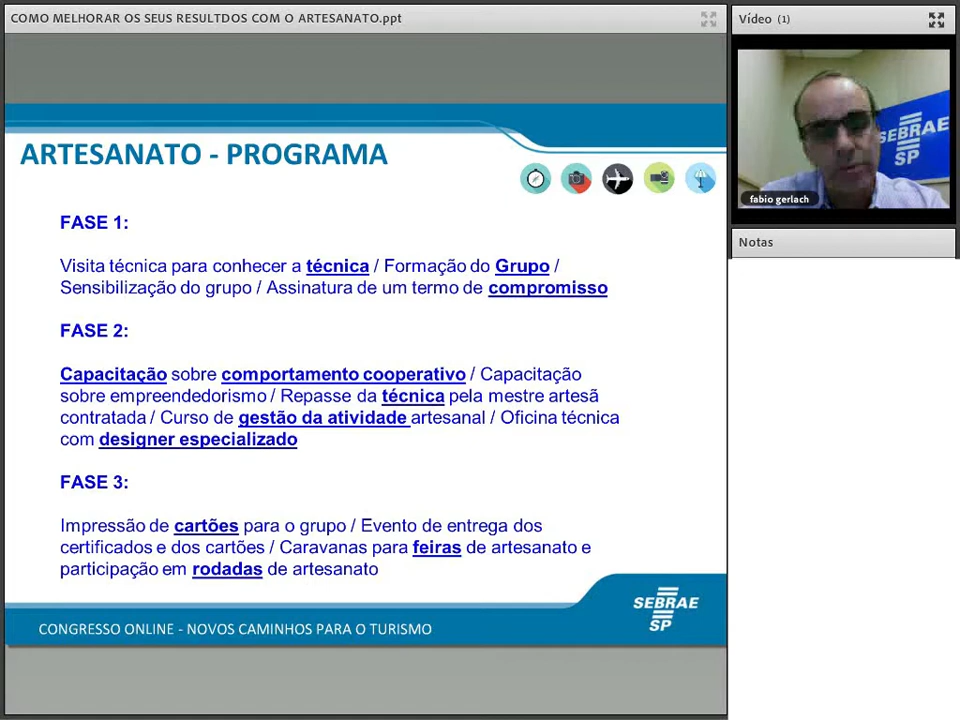 COMO MELHORAR OS SEUS RESULTDOS COM O ARTESANATO.ppt
Vídeo (1)
SEBRAE
SP
fabio gerlach
Notas
ARTESANATO - PROGRAMA
FASE 1:
Visita técnica para conhecer a técnica / Formação do Grupo /
Sensibilização do grupo / Assinatura de um termo de compromisso
FASE 2:
Capacitação sobre comportamento cooperativo / Capacitação
sobre empreendedorismo / Repasse da técnica pela mestre artesã
contratada / Curso de gestão da atividade artesanal / Oficina técnica
com designer especializado
FASE 3:
Impressão de cartões para o grupo / Evento de entrega dos
certificados e dos cartões / Caravanas para feiras de artesanato e
participação em rodadas de artesanato
SEBRAE
SP
CONGRESSO ONLINE - NOVOS CAMINHOS PARA O TURISMO